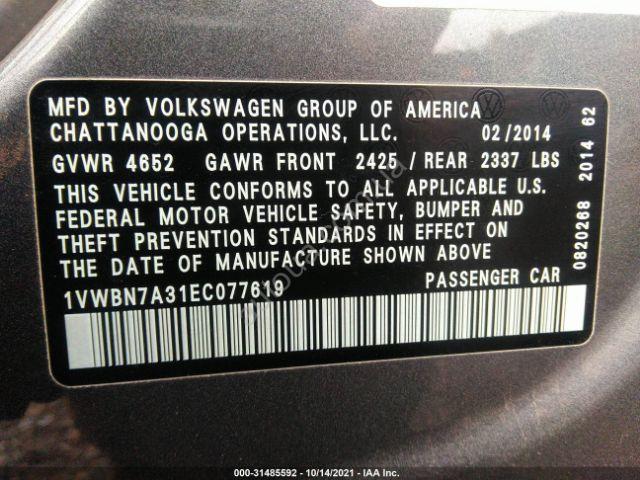 MFD BY VOLKSWAGEN GROUP OF AMERICA
CHATTANOOGA OPERATIONS, LLC. 02/2014
GVWR 4652 GAWR FRONT 2425 / REAR 2337 LBS
THIS VEHICLE CONFORMS TO ALL APPLICABLE U.S.
FEDERAL MOTOR VEHICLE SAFETY, BUMPER AND
THEFT PREVENTION STANDARDS IN EFFECT ON
THE DATE OF MANUFACTURE SHOWN ABOVE
1VWBN7A31EC077619 PASSENGER CAR
0820268 2014 62
000-31485592 - 10/14/2021 - IAA Inc.